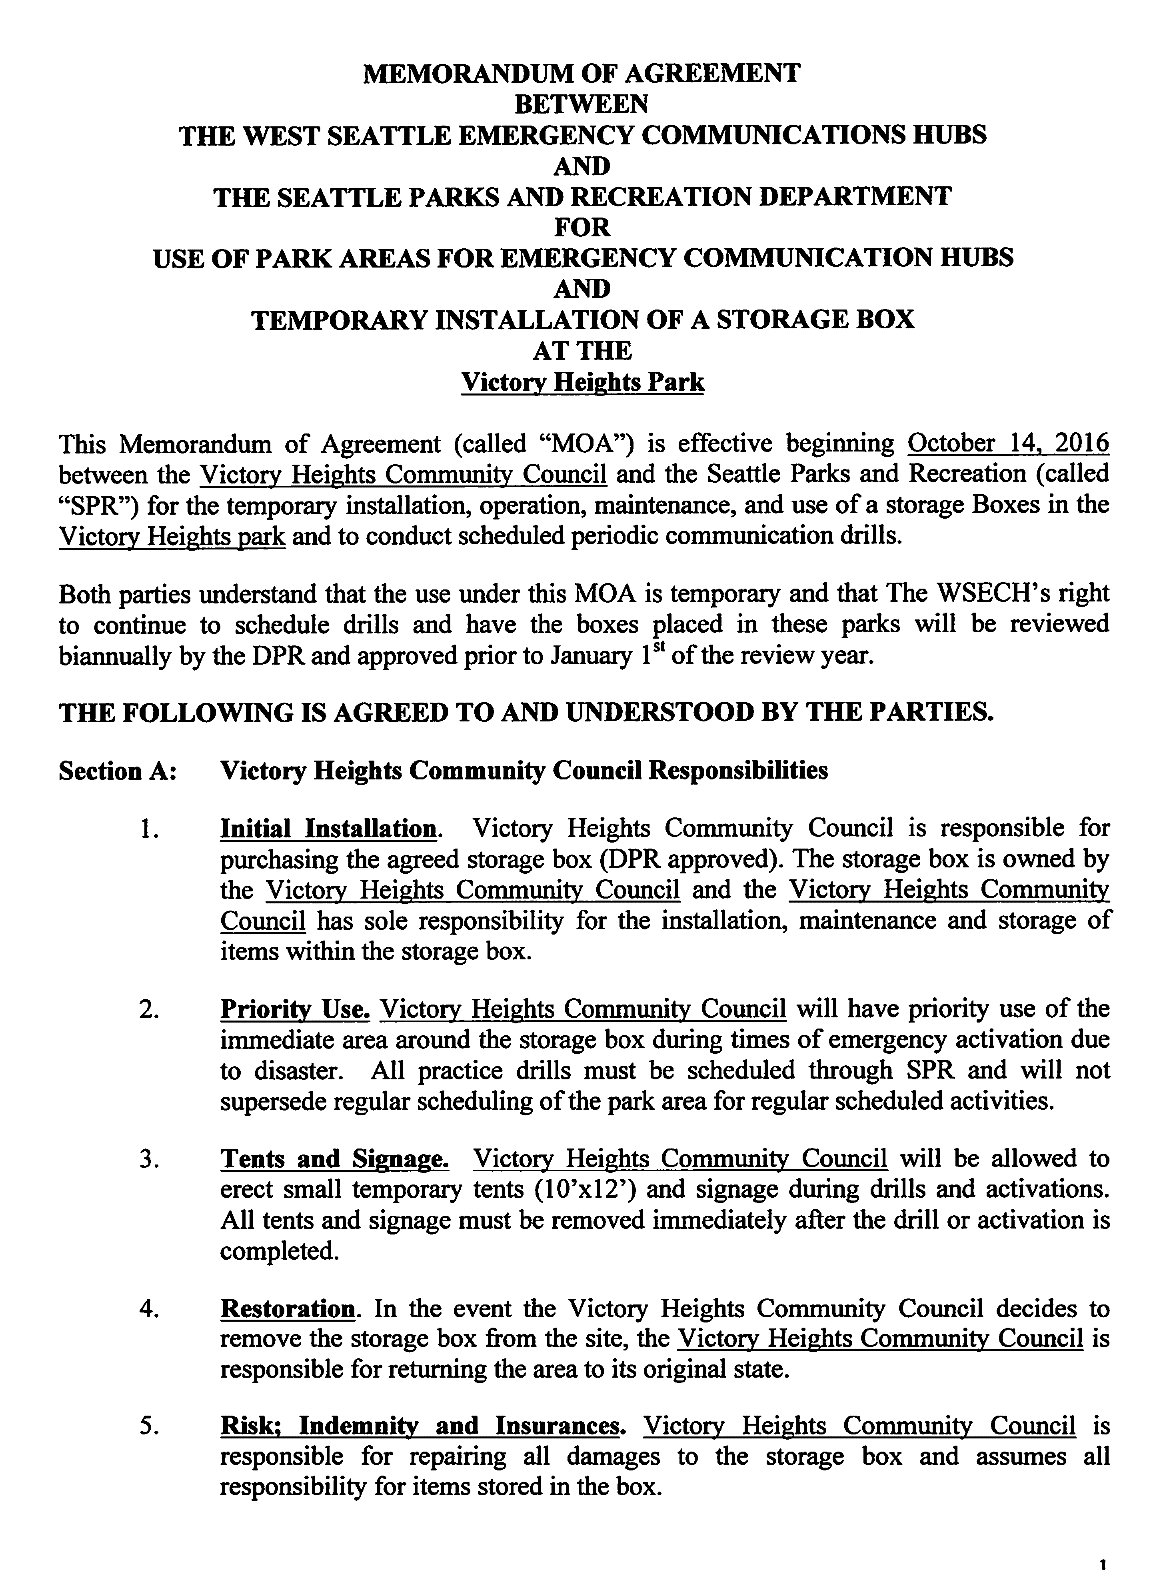 MEMORANDUM OF AGREEMENT
BETWEEN
THE WEST SEATTLE EMERGENCY COMMUNICATIONS HUBS
AND
THE SEATTLE PARKS AND RECREATION DEPARTMENT
FOR
USE OF PARK AREAS FOR EMERGENCY COMMUNICATION HUBS
AND
TEMPORARY INSTALLATION OF A STORAGE BOX
AT THE
Victory Heights Park
This Memorandum of Agreement (called “MOA”) is effective beginning October 14, 2016
between the Victory Heights Community Council and the Seattle Parks and Recreation (called
“SPR”) for the temporary installation, operation, maintenance, and use of a storage Boxes in the
Victory Heights park and to conduct scheduled periodic communication drills.
Both parties understand that the use under this MOA is temporary and that The WSECH’s right
to continue to schedule drills and have the boxes placed in these parks will be reviewed
biannually by the DPR and approved prior to January 1st of the review year.
THE FOLLOWING IS AGREED TO AND UNDERSTOOD BY THE PARTIES.
Section A: Victory Heights Community Council Responsibilities
1. Initial Installation. Victory Heights Community Council is responsible for
purchasing the agreed storage box (DPR approved). The storage box is owned by
the Victory Heights Community Council and the Victory Heights Community
Council has sole responsibility for the installation, maintenance and storage of
items within the storage box.
2. Priority Use. Victory Heights Community Council will have priority use of the
immediate area around the storage box during times of emergency activation due
to disaster. All practice drills must be scheduled through SPR and will not
supersede regular scheduling of the park area for regular scheduled activities.
3. Tents and Signage. Victory Heights Community Council will be allowed to
erect small temporary tents (10’x12’) and signage during drills and activations.
All tents and signage must be removed immediately after the drill or activation is
completed.
4. Restoration. In the event the Victory Heights Community Council decides to
remove the storage box from the site, the Victory Heights Community Council is
responsible for returning the area to its original state.
5. Risk; Indemnity and Insurances. Victory Heights Community Council is
responsible for repairing all damages to the storage box and assumes all
responsibility for items stored in the box.
1